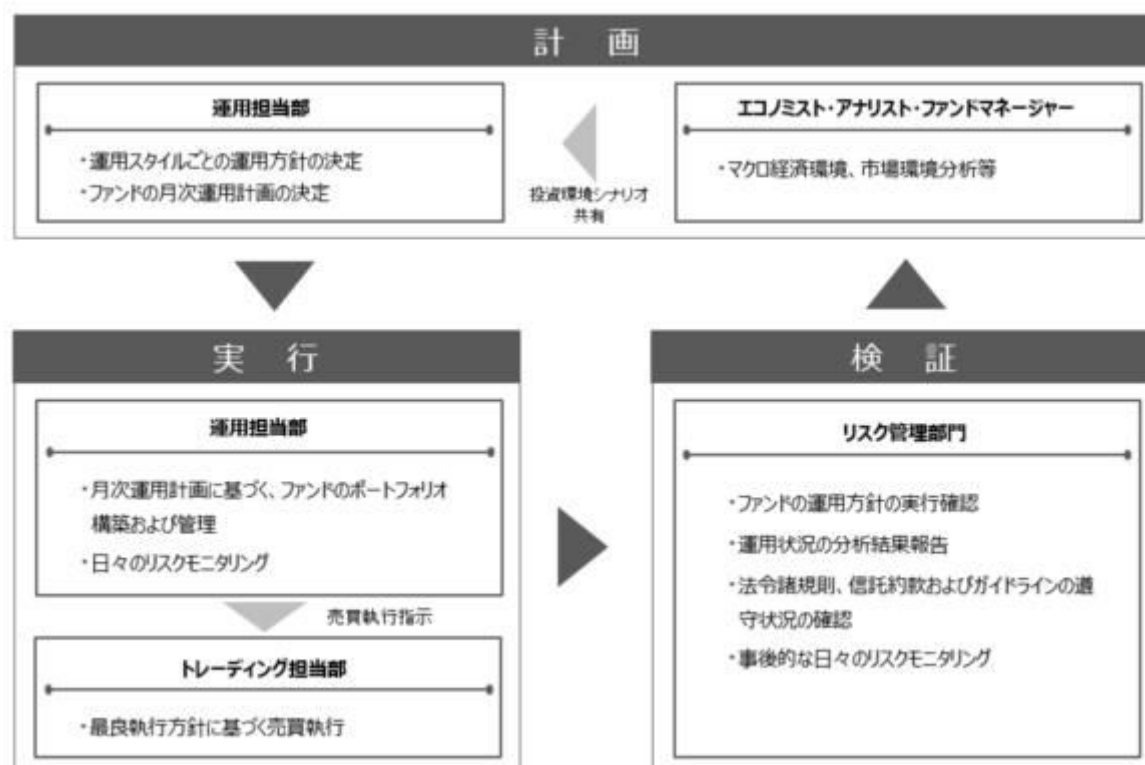 計 画
運用担当部
・運用スタイルごとの運用方針の決定
・ファンドの月次運用計画の決定
投資環境シナリオ
共有
エコノミスト・アナリスト・ファンドマネージャー
・マクロ経済環境、市場環境分析等
実 行
運用担当部
・月次運用計画に基づく、ファンドのポートフォリオ
構築および管理
・日々のリスクモニタリング
売買執行指示
トレーディング担当部
・最良執行方針に基づく売買執行
検 証
リスク管理部門
・ファンドの運用方針の実行確認
・運用状況の分析結果報告
・法令諸規則、信託約款およびガイドラインの遵
守状況の確認
・事後的な日々のリスクモニタリング